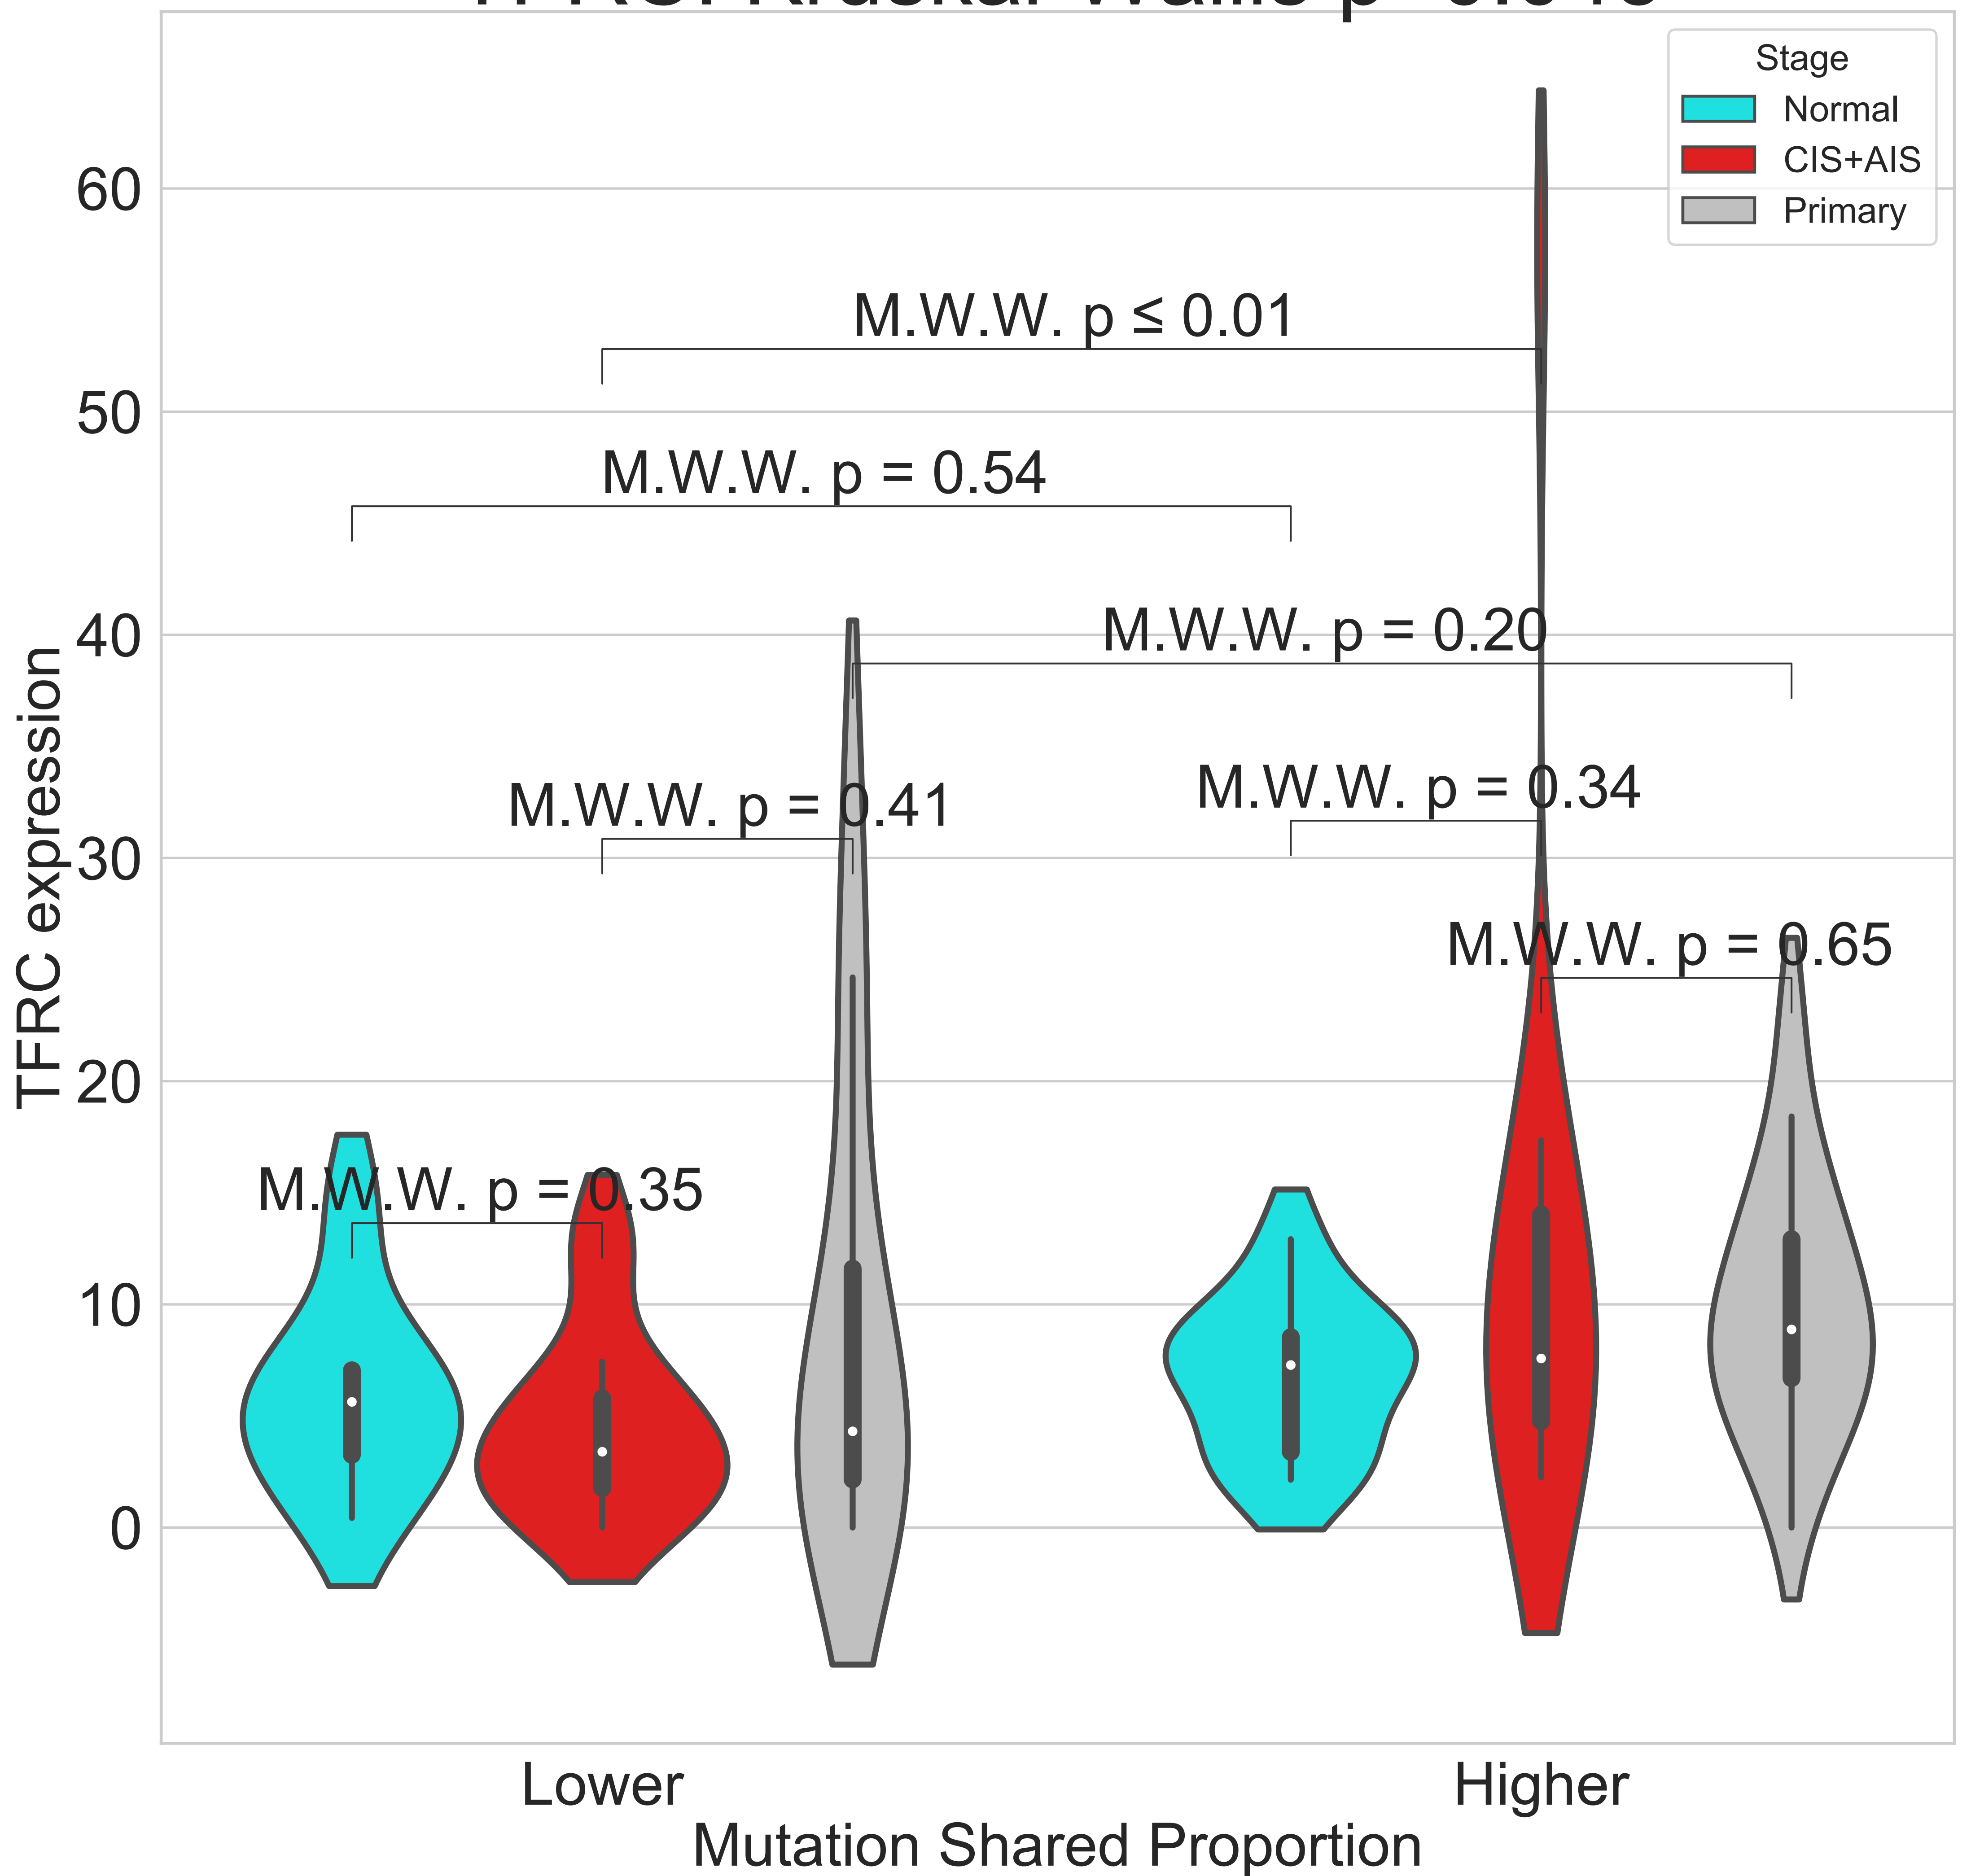 Stage
Normal
CIS+AIS
Primary
M.W.W. p ≤ 0.01
M.W.W. p = 0.54
M.W.W. p = 0.20
M.W.W. p = 0.34
M.W.W. p = 0.41
M.W.W. p = 0.65
M.W.W. p = 0.35
TFRC expression
60
50
40
30
20
10
0
Lower
Higher
Mutation Shared Proportion